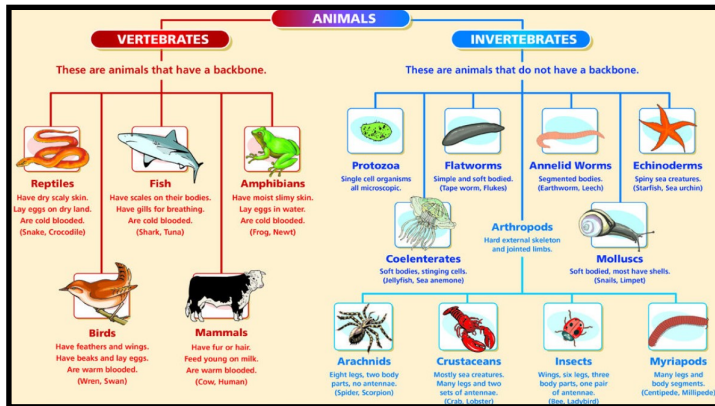 ANIMALS
VERTEBRATES
INVERTEBRATES
These are animals that have a backbone.
These are animals that do not have a backbone.
Reptiles
Have dry scaly skin.
Lay eggs on dry land.
Are cold blooded.
(Snake, Crocodile)
Fish
Have scales on their bodies.
Have gills for breathing.
Are cold blooded.
(Shark, Tuna)
Amphibians
Have moist slimy skin.
Lay eggs in water.
Are cold blooded.
(Frog, Newt)
Birds
Have feathers and wings.
Have beaks and lay eggs.
Are warm blooded.
(Wren, Swan)
Mammals
Have fur or hair.
Feed young on milk.
Are warm blooded.
(Cow, Human)
Protozoa
Single cell organisms
all microscopic.
Flatworms
Simple and soft bodied.
(Tape worm, Flukes)
Annelid Worms
Segmented bodies.
(Earthworm, Leech)
Echinoderms
Spiny sea creatures.
(Starfish, Sea urchin)
Coelenterates
Soft bodies, stinging cells.
(Jellyfish, Sea anemone)
Arthropods
Hard external skeleton
and jointed limbs.
Molluscs
Soft bodied, most have shells.
(Snails, Limpet)
Arachnids
Eight legs, two body
parts, no antennae.
(Spider, Scorpion)
Crustaceans
Mostly sea creatures.
Many legs and two
sets of antennae.
(Crab, Lobster)
Insects
Wings, six legs, three
body parts, one pair
of antennae.
(Bee, Ladybird)
Myriapods
Many legs and
body segments.
(Centipede, Millipede)